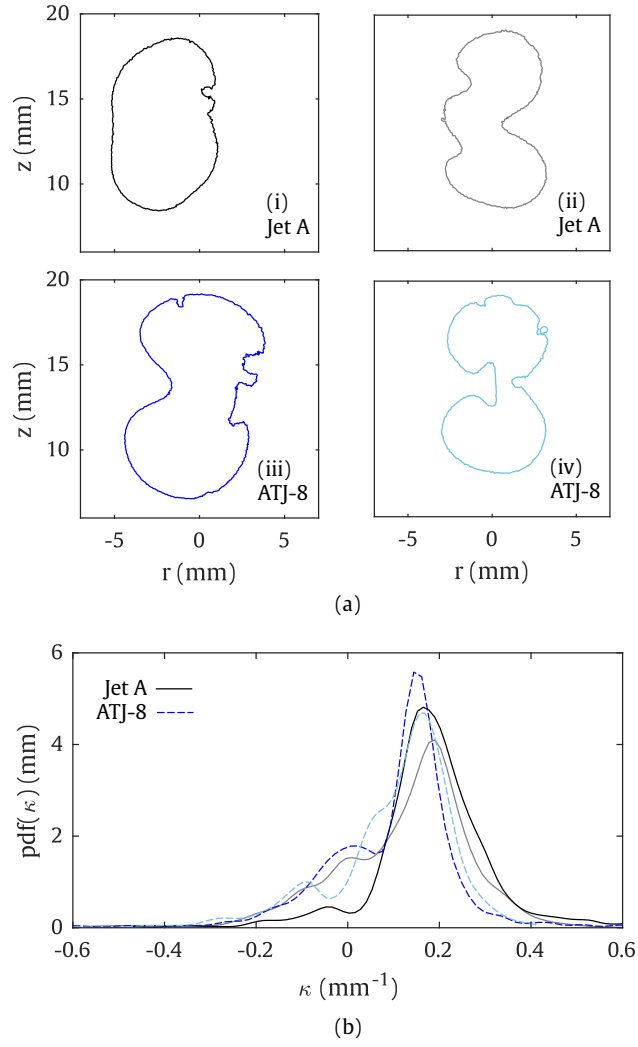 20
15
10
z (mm)
(i)
Jet A
(ii)
Jet A
20
15
10
z (mm)
(iii)
ATJ-8
(iv)
ATJ-8
-5 0 5
-5 0 5
r (mm)
r (mm)
(a)
6
4
2
0
pdf(κ) (mm)
Jet A
ATJ-8
-0.6 -0.4 -0.2 0 0.2 0.4 0.6
κ (mm⁻¹)
(b)